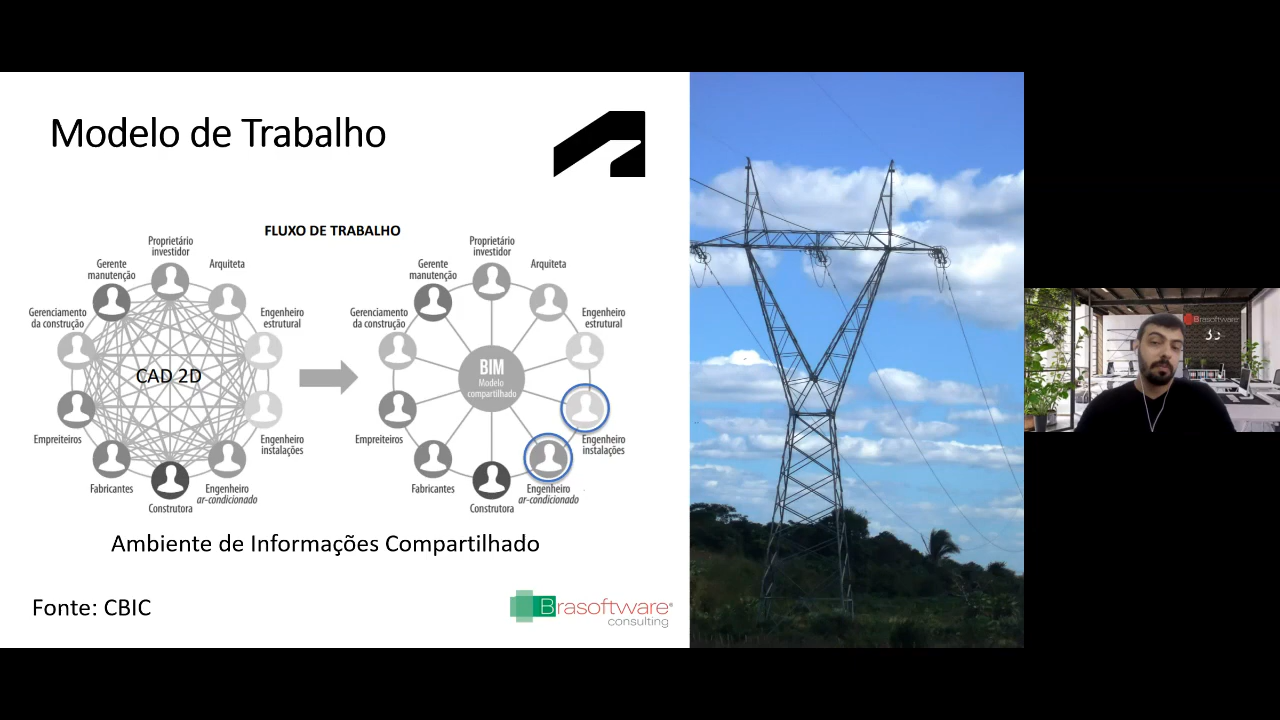 Modelo de Trabalho
FLUXO DE TRABALHO
Proprietário
investidor
Gerente
manutenção
Arquiteta
Gerenciamento
da construção
Engenheiro
estrutural
CAD 2D
Empreiteiros
Engenheiro
instalações
Fabricantes
Engenheiro
ar-condicionado
Construtora
Proprietário
investidor
Gerente
manutenção
Arquiteta
Gerenciamento
da construção
Engenheiro
estrutural
BIM
Modelo
compartilhado
Empreiteiros
Engenheiro
instalações
Fabricantes
Engenheiro
ar-condicionado
Construtora
Ambiente de Informações Compartilhado
Fonte: CBIC
Brasoftware®
consulting
Brasoftware